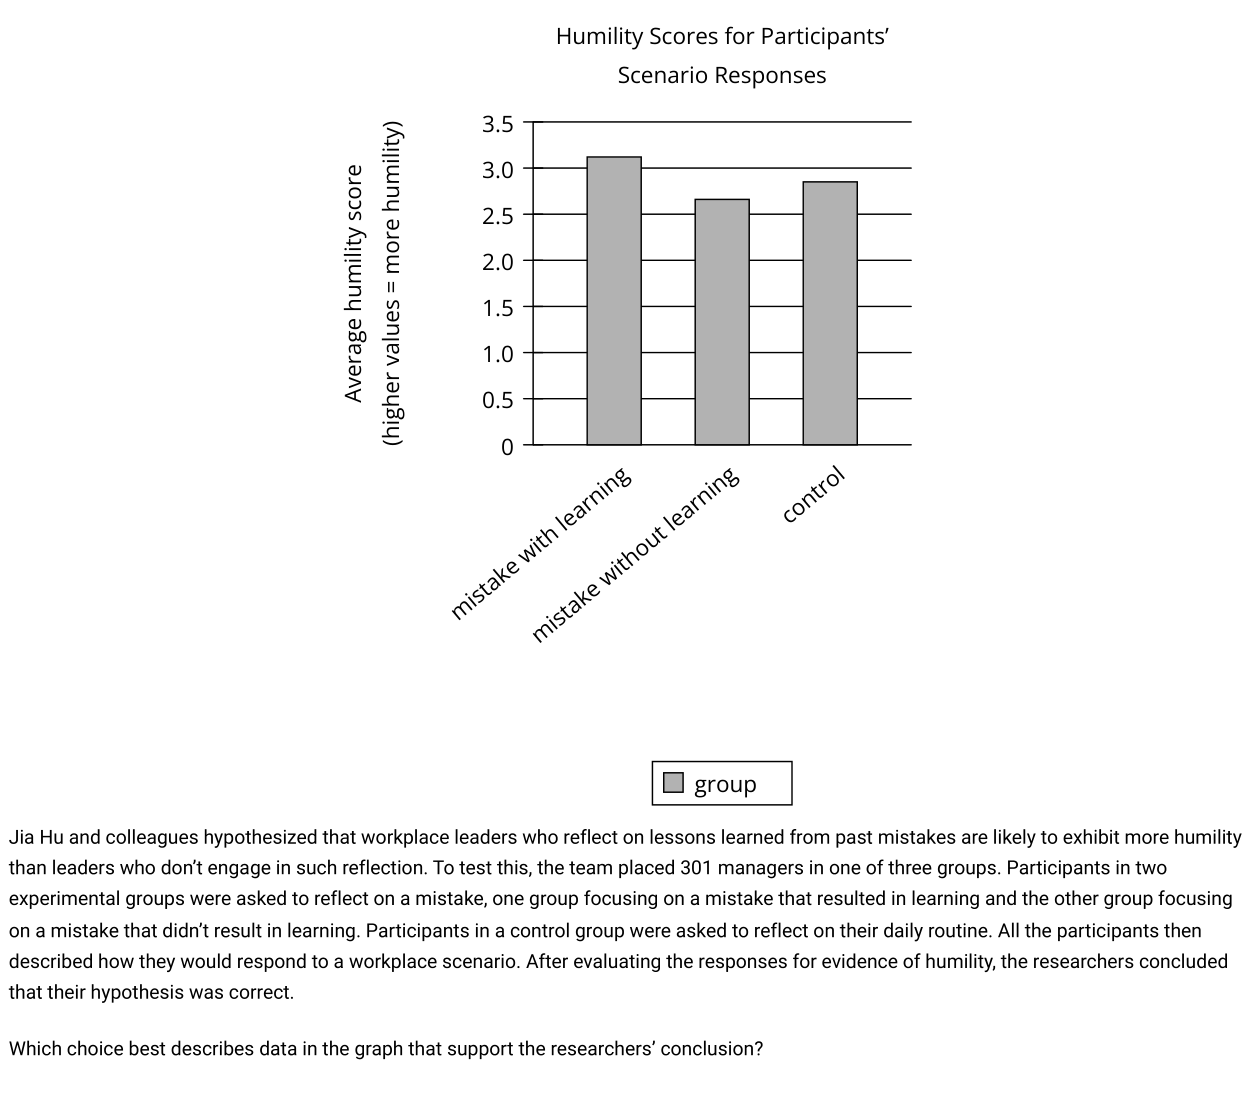 Humility Scores for Participants’
Scenario Responses
Average humility score
(higher values = more humility)
3.5
3.0
2.5
2.0
1.5
1.0
0.5
0
mistake with learning
mistake without learning
control
group
Jia Hu and colleagues hypothesized that workplace leaders who reflect on lessons learned from past mistakes are likely to exhibit more humility
than leaders who don’t engage in such reflection. To test this, the team placed 301 managers in one of three groups. Participants in two
experimental groups were asked to reflect on a mistake, one group focusing on a mistake that resulted in learning and the other group focusing
on a mistake that didn’t result in learning. Participants in a control group were asked to reflect on their daily routine. All the participants then
described how they would respond to a workplace scenario. After evaluating the responses for evidence of humility, the researchers concluded
that their hypothesis was correct.
Which choice best describes data in the graph that support the researchers’ conclusion?